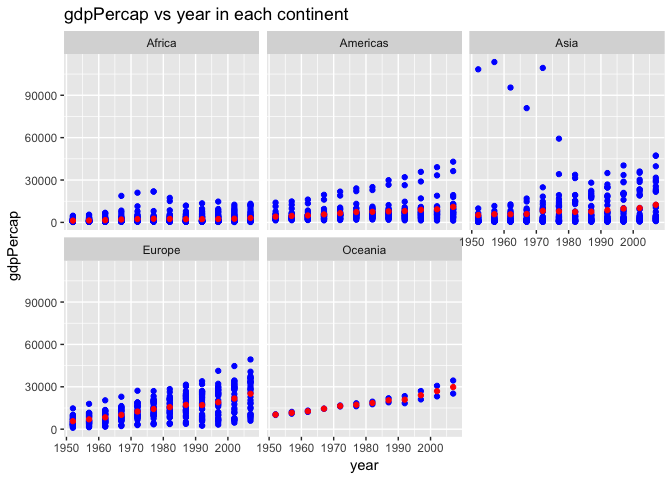 gdpPercap vs year in each continent
Africa Americas Asia
90000
60000
30000
0
1950 1960 1970 1980 1990 2000
Europe Oceania
90000
60000
30000
0
1950 1960 1970 1980 1990 2000 1950 1960 1970 1980 1990 2000
year
gdpPercap